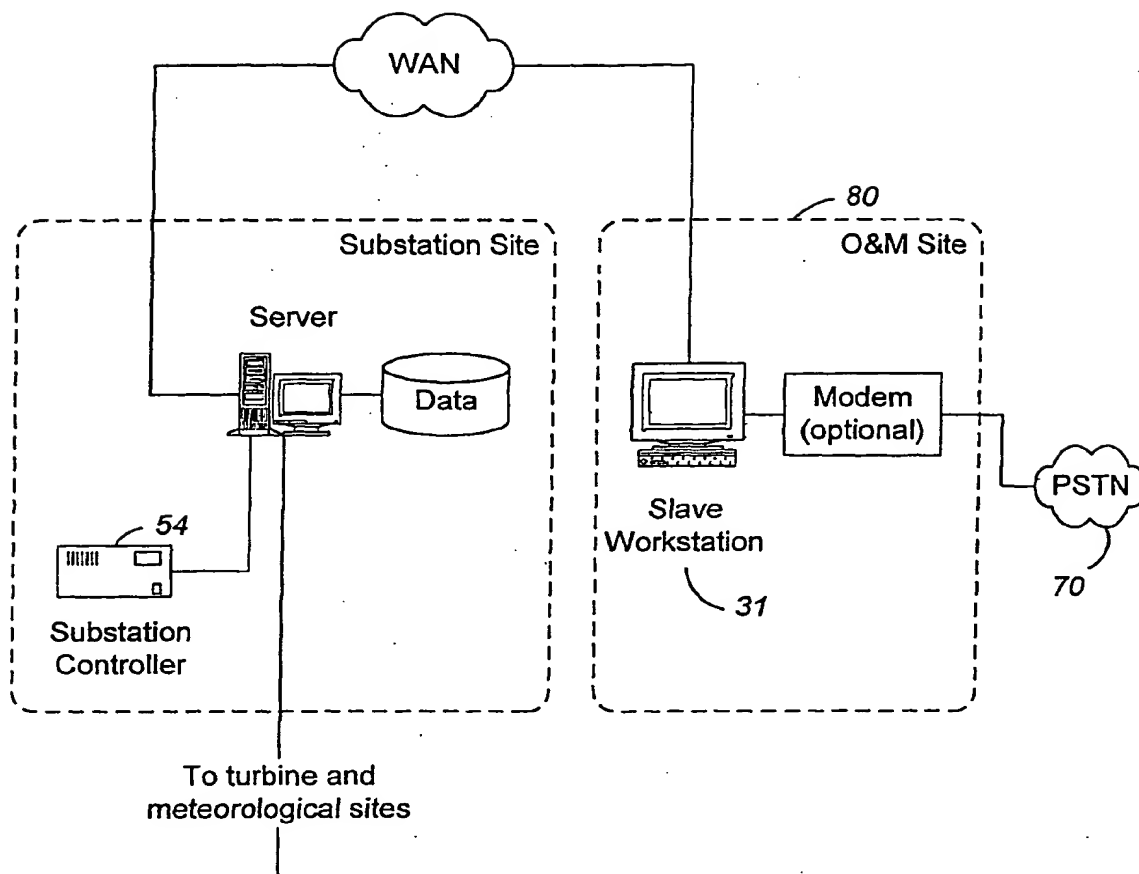 WAN
80
Substation Site
O&M Site
Server
Data
Modem
(optional)
PSTN
70
Slave
Workstation
31
54
Substation
Controller
To turbine and
meteorological sites